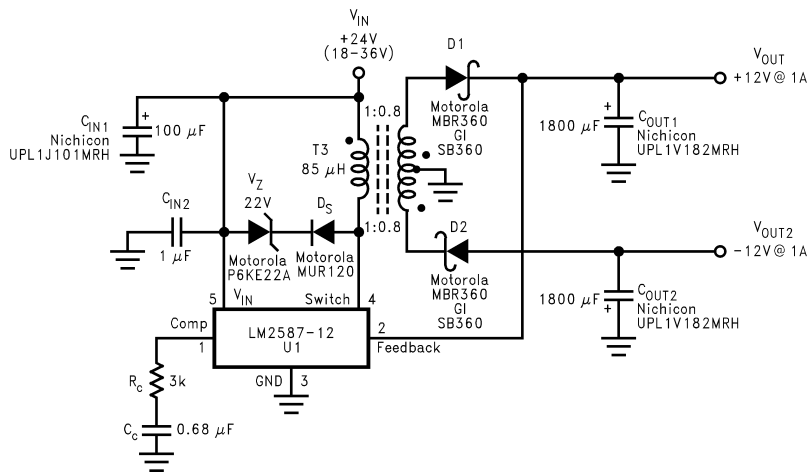 V_IN
+24V
(18-36V)
D1
V_OUT
+12V @ 1A
C_IN1
Nichicon
UPL1J101MRH
+
100 μF
1:0.8
Motorola
MBR360
GI
SB360
+
1800 μF
C_OUT1
Nichicon
UPL1V182MRH
T3
85 μH
V_Z
22V
D_S
C_IN2
1 μF
Motorola
P6KE22A
Motorola
MUR120
1:0.8
D2
V_OUT2
-12V @ 1A
Motorola
MBR360
GI
SB360
1800 μF
+
C_OUT2
Nichicon
UPL1V182MRH
5
V_IN
Switch
4
Comp
1
LM2587-12
U1
2
Feedback
GND
3
R_c
3k
C_c
0.68 μF